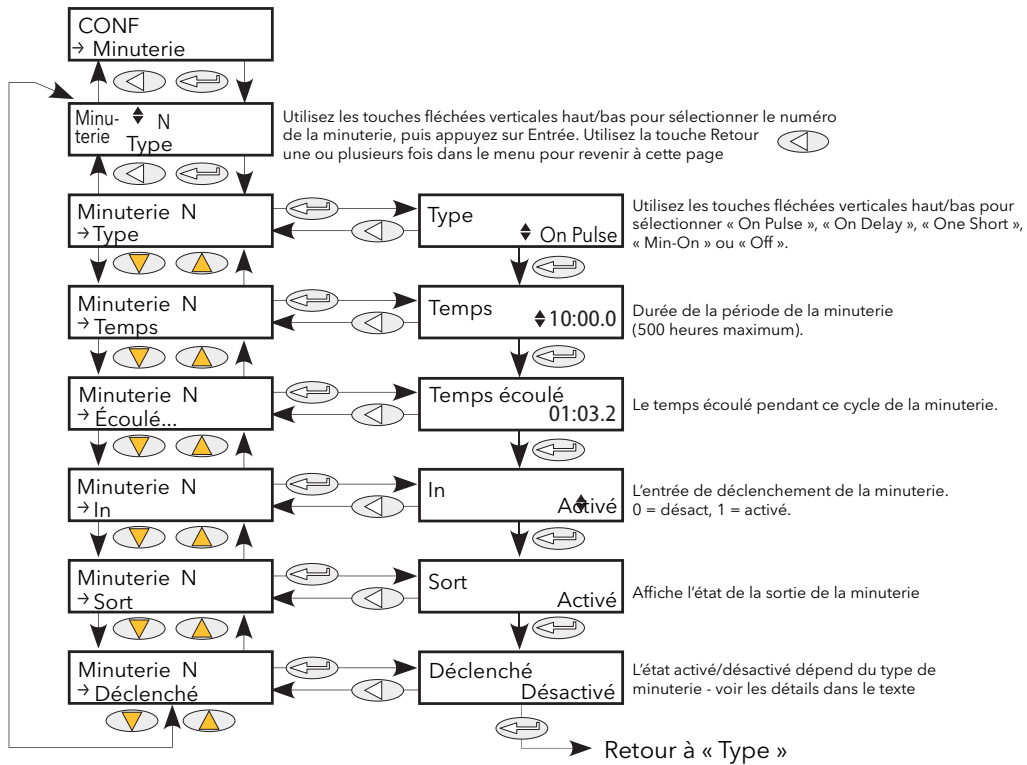 CONF
→ Minuterie
Minu- N
terie Type
Utilisez les touches fléchées verticales haut/bas pour sélectionner le numéro
de la minuterie, puis appuyez sur Entrée. Utilisez la touche Retour
une ou plusieurs fois dans le menu pour revenir à cette page
Minuterie N
→Type
Type
On Pulse
Utilisez les touches fléchées verticales haut/bas pour
sélectionner « On Pulse », « On Delay », « One Short »,
« Min-On » ou « Off ».
Minuterie N
→ Temps
Temps
10:00.0
Durée de la période de la minuterie
(500 heures maximum).
Minuterie N
→ Écoulé...
Temps écoulé
01:03.2
Le temps écoulé pendant ce cycle de la minuterie.
Minuterie N
→In
In
Activé
L'entrée de déclenchement de la minuterie.
0 = désact, 1 = activé.
Minuterie N
→Sort
Sort
Activé
Affiche l'état de la sortie de la minuterie
Minuterie N
→ Déclenché
Déclenché
Désactivé
L'état activé/désactivé dépend du type de
minuterie - voir les détails dans le texte
Retour à « Type »